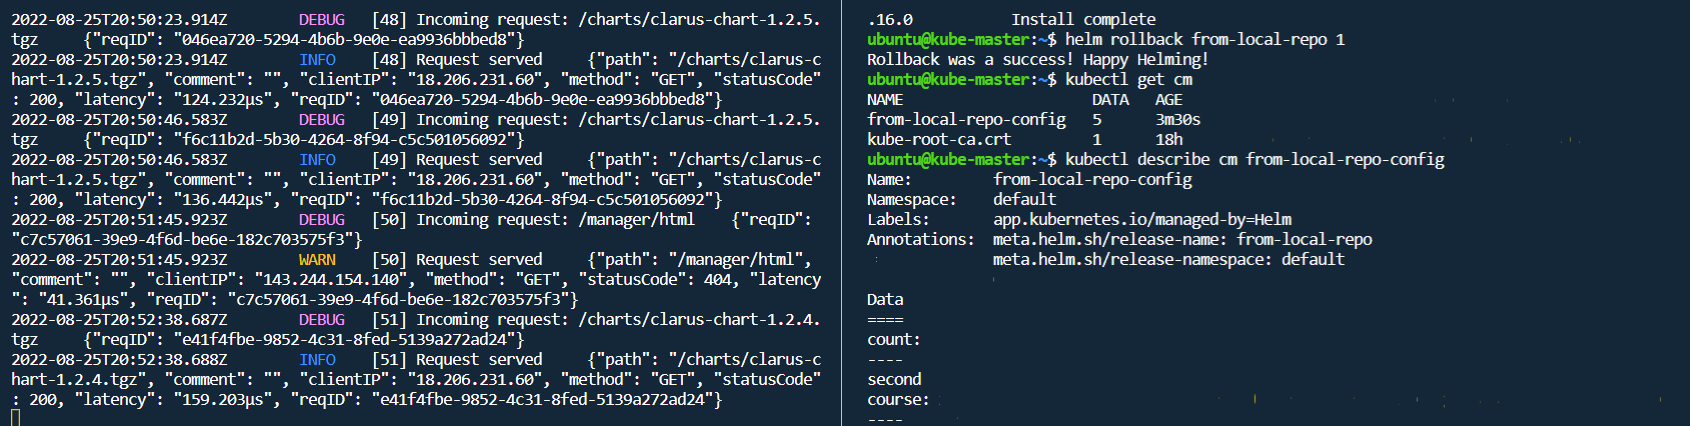 2022-08-25T20:50:23.914Z DEBUG [48] Incoming request: /charts/clarus-chart-1.2.5.
tgz {"reqID": "046ea720-5294-4b6b-9e0e-ea9936bbbed8"}
2022-08-25T20:50:23.914Z INFO [48] Request served {"path": "/charts/clarus-c
hart-1.2.5.tgz", "comment": "", "clientIP": "18.206.231.60", "method": "GET", "statusCode"
: 200, "latency": "124.232µs", "reqID": "046ea720-5294-4b6b-9e0e-ea9936bbbed8"}
2022-08-25T20:50:46.583Z DEBUG [49] Incoming request: /charts/clarus-chart-1.2.5.
tgz {"reqID": "f6c11b2d-5b30-4264-8f94-c5c501056092"}
2022-08-25T20:50:46.583Z INFO [49] Request served {"path": "/charts/clarus-c
hart-1.2.5.tgz", "comment": "", "clientIP": "18.206.231.60", "method": "GET", "statusCode"
: 200, "latency": "136.442µs", "reqID": "f6c11b2d-5b30-4264-8f94-c5c501056092"}
2022-08-25T20:51:45.923Z DEBUG [50] Incoming request: /manager/html {"reqID":
"c7c57061-39e9-4f6d-be6e-182c703575f3"}
2022-08-25T20:51:45.923Z WARN [50] Request served {"path": "/manager/html",
"comment": "", "clientIP": "143.244.154.140", "method": "GET", "statusCode": 404, "latency
": "41.361µs", "reqID": "c7c57061-39e9-4f6d-be6e-182c703575f3"}
2022-08-25T20:52:38.687Z DEBUG [51] Incoming request: /charts/clarus-chart-1.2.4.
tgz {"reqID": "e41f4fbe-9852-4c31-8fed-5139a272ad24"}
2022-08-25T20:52:38.688Z INFO [51] Request served {"path": "/charts/clarus-c
hart-1.2.4.tgz", "comment": "", "clientIP": "18.206.231.60", "method": "GET", "statusCode"
: 200, "latency": "159.203µs", "reqID": "e41f4fbe-9852-4c31-8fed-5139a272ad24"}
.16.0 Install complete
ubuntu@kube-master:~$ helm rollback from-local-repo 1
Rollback was a success! Happy Helming!
ubuntu@kube-master:~$ kubectl get cm
NAME DATA AGE
from-local-repo-config 5 3m30s
kube-root-ca.crt 1 18h
ubuntu@kube-master:~$ kubectl describe cm from-local-repo-config
Name: from-local-repo-config
Namespace: default
Labels: app.kubernetes.io/managed-by=Helm
Annotations: meta.helm.sh/release-name: from-local-repo
meta.helm.sh/release-namespace: default
Data
====
count:
----
second
course:
----